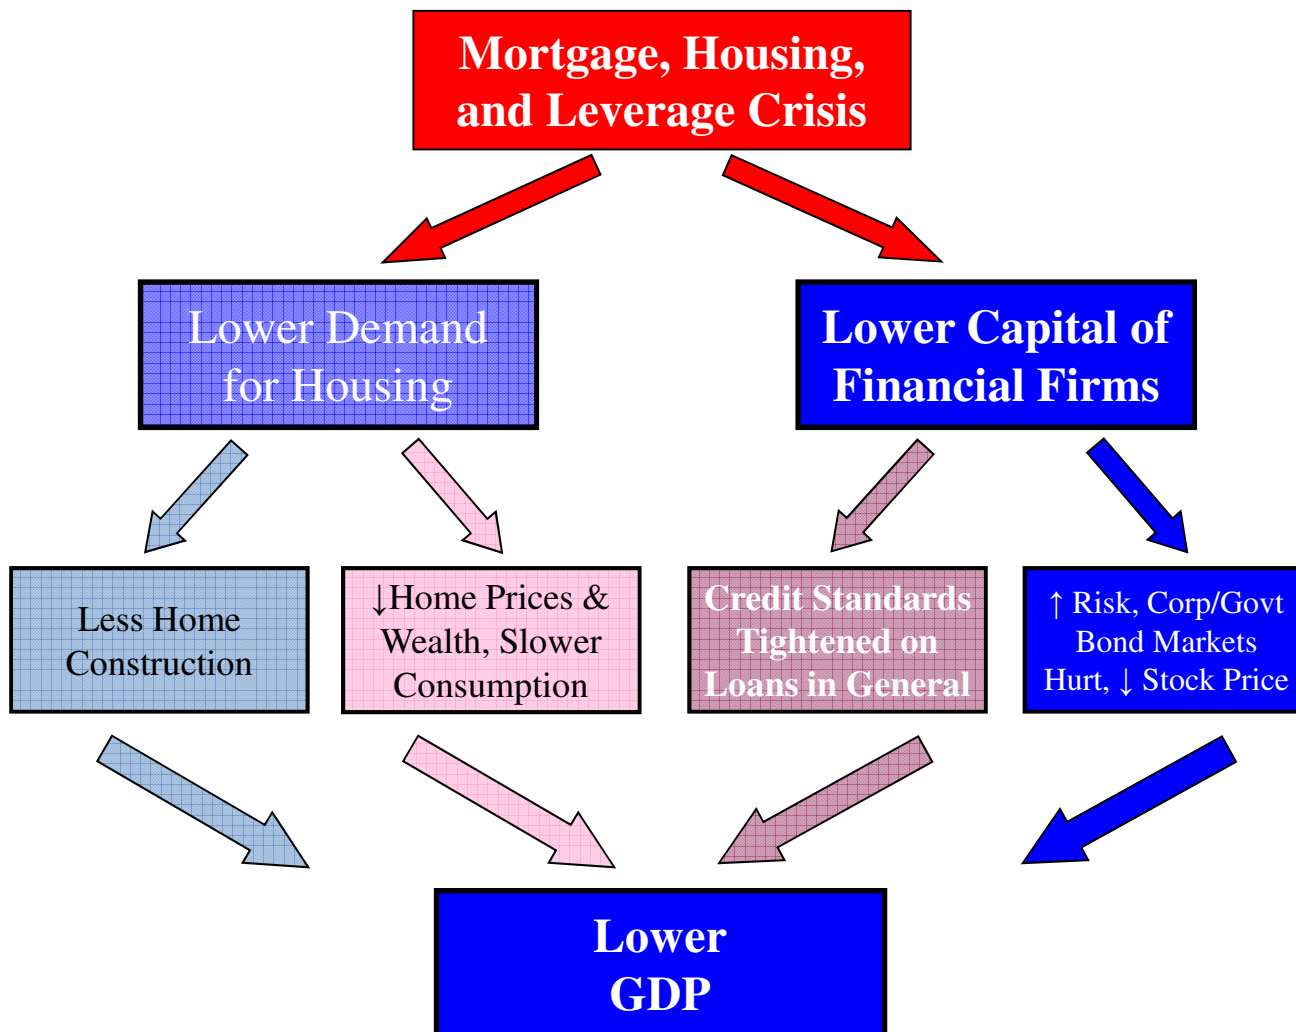 Mortgage, Housing,
and Leverage Crisis
Lower Demand
for Housing
Lower Capital of
Financial Firms
Less Home
Construction
↓Home Prices &
Wealth, Slower
Consumption
Credit Standards
Tightened on
Loans in General
↑ Risk, Corp/Govt
Bond Markets
Hurt, ↓ Stock Price
Lower
GDP